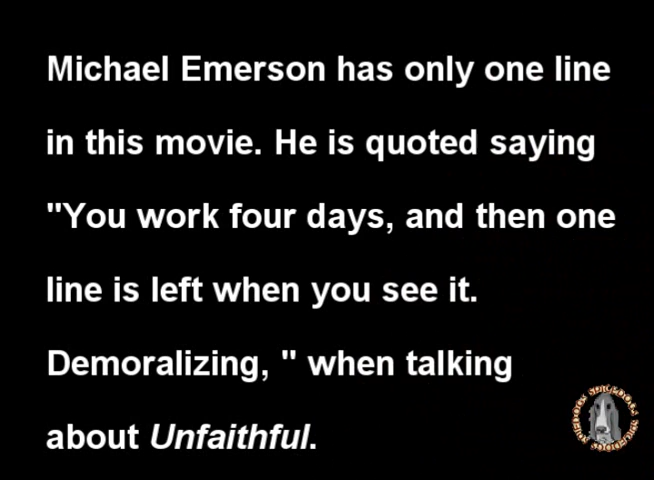 Michael Emerson has only one line
in this movie. He is quoted saying
"You work four days, and then one
line is left when you see it.
Demoralizing, " when talking
about Unfaithful.